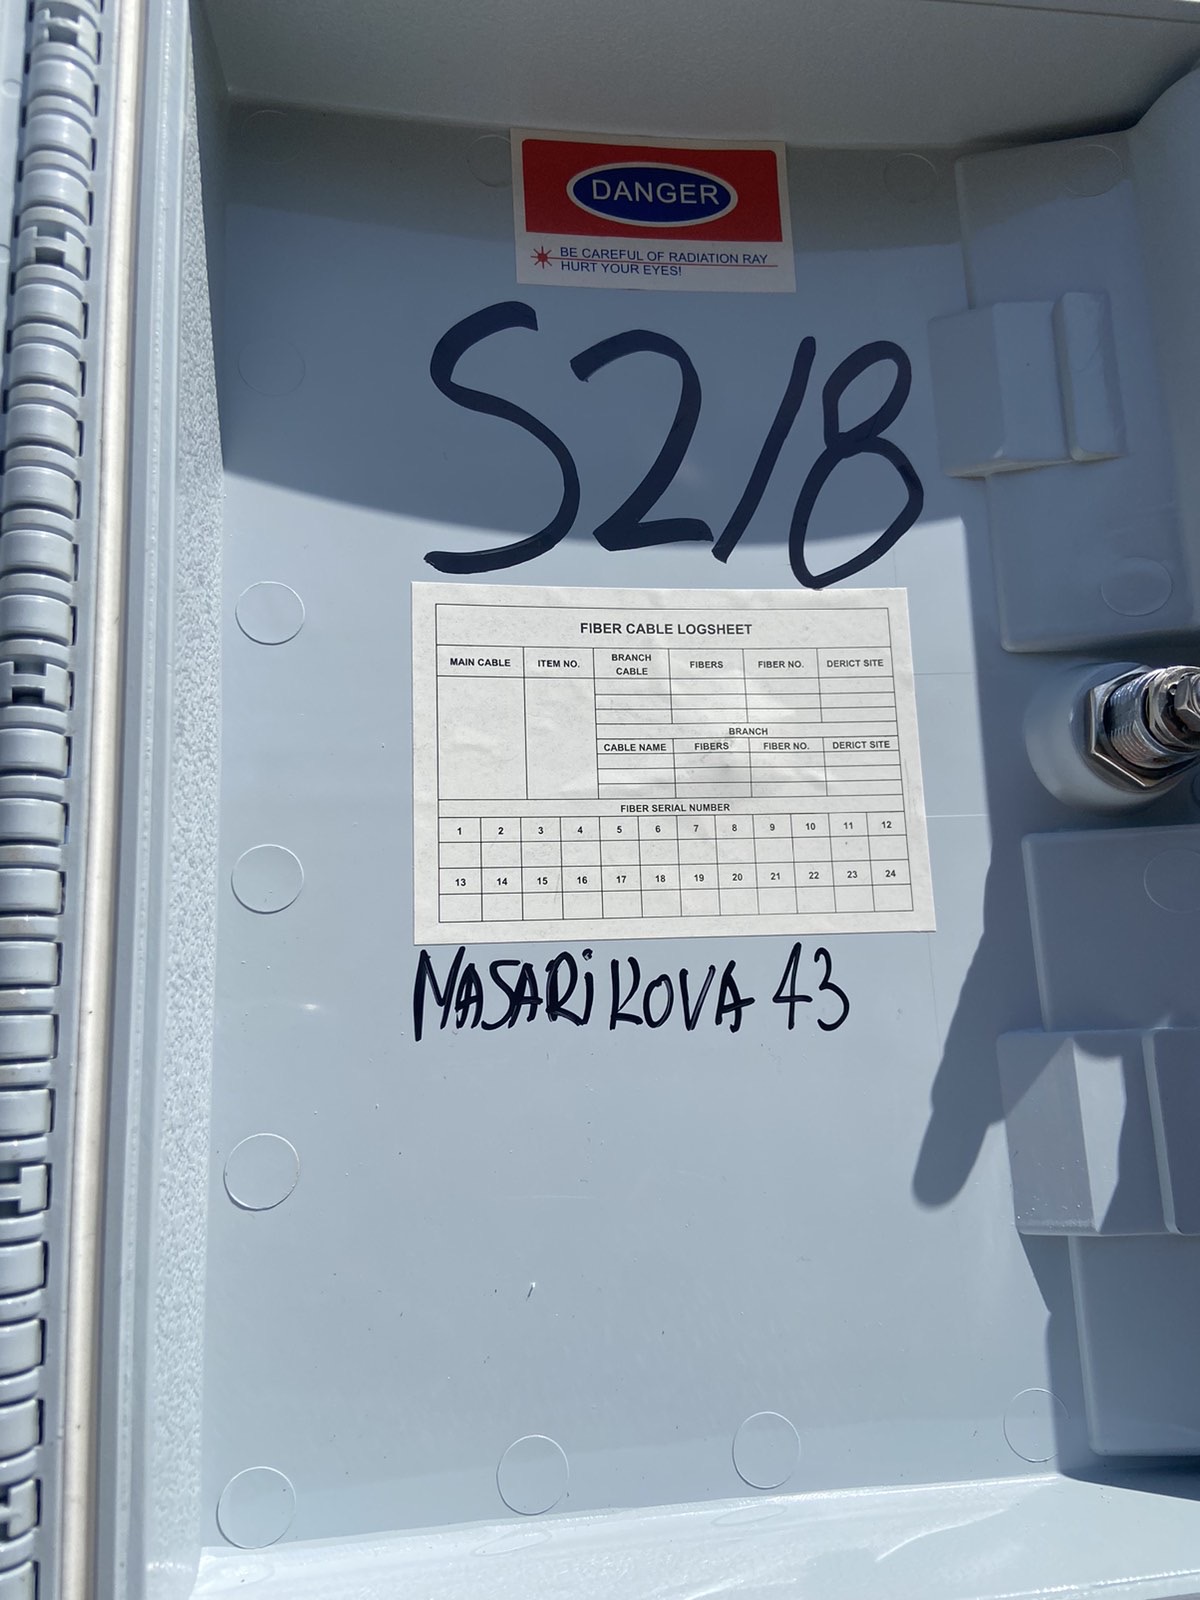 DANGER
BE CAREFUL OF RADIATION RAY
HURT YOUR EYES!
S2/8
FIBER CABLE LOGSHEET
MAIN CABLE ITEM NO. BRANCH CABLE FIBERS FIBER NO. DERICT SITE
BRANCH
CABLE NAME FIBERS FIBER NO. DERICT SITE
FIBER SERIAL NUMBER
1 2 3 4 5 6 7 8 9 10 11 12
13 14 15 16 17 18 19 20 21 22 23 24
MASARiKOVA 43